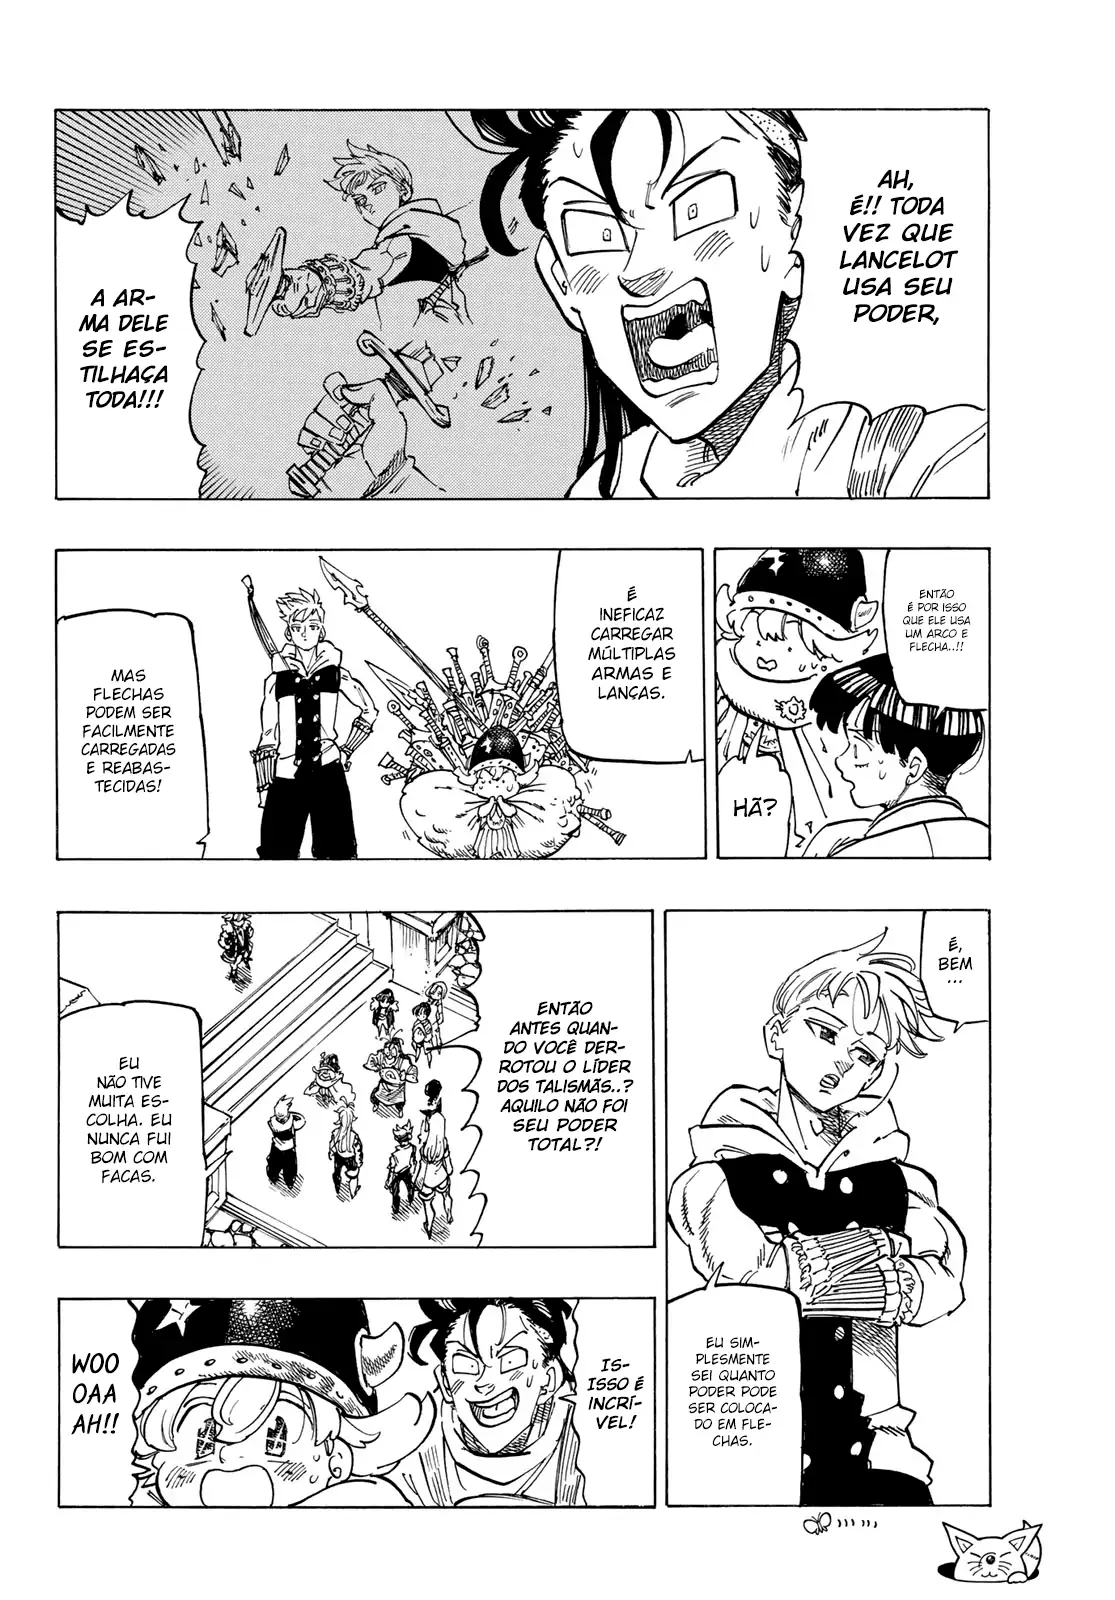 AH,
É!! TODA
VEZ QUE
LANCELOT
USA SEU
PODER,
A AR-
MA DELE
SE ES-
TILHAÇA
TODA!!!
ENTÃO
É POR ISSO
QUE ELE USA
UM ARCO E
FLECHA..!!
HÃ?
É
INEFICAZ
CARREGAR
MÚLTIPLAS
ARMAS E
LANÇAS.
MAS
FLECHAS
PODEM SER
FACILMENTE
CARREGADAS
E REABAS-
TECIDAS!
É,
BEM
...
EU SIM-
PLESMENTE
SEI QUANTO
PODER PODE
SER COLOCA-
DO EM FLE-
CHAS.
ENTÃO
ANTES QUAN-
DO VOCÊ DER-
ROTOU O LÍDER
DOS TALISMÃS..?
AQUILO NÃO FOI
SEU PODER
TOTAL?!
EU
NÃO TIVE
MUITA ES-
COLHA. EU
NUNCA FUI
BOM COM
FACAS.
IS-
ISSO É
INCRÍ-
VEL!
WOO
OAA
AH!!